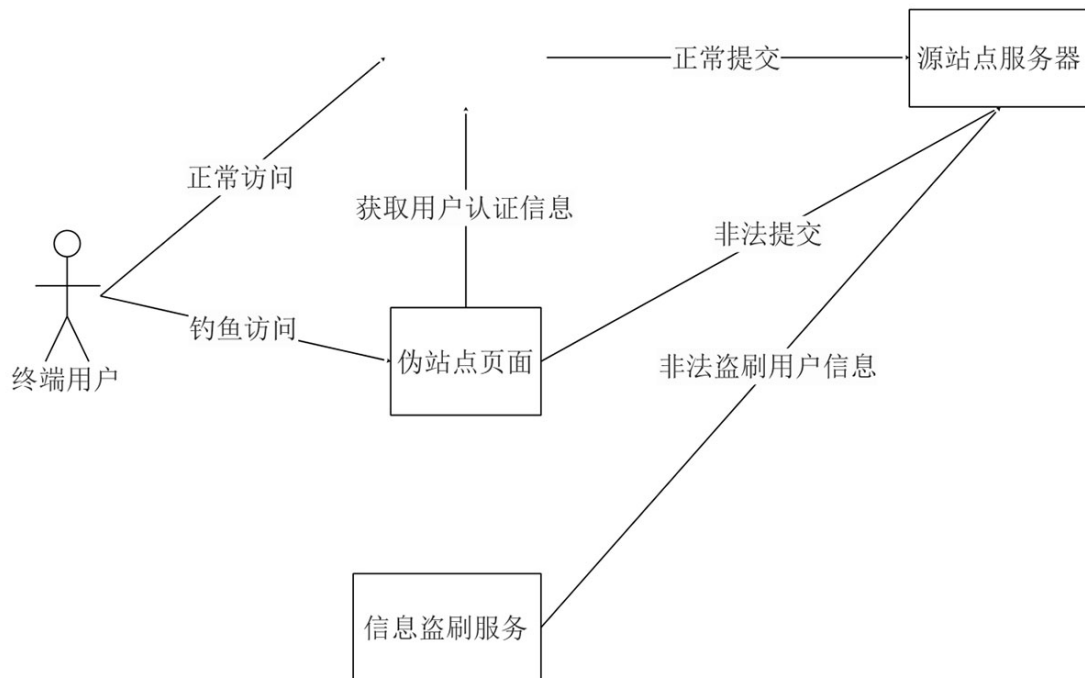 正常提交
源站点服务器
正常访问
获取用户认证信息
非法提交
钓鱼访问
伪站点页面
非法盗刷用户信息
终端用户
信息盗刷服务